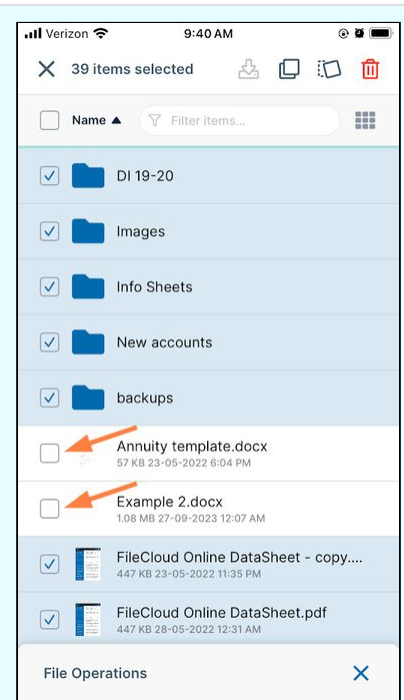 Verizon 9:40 AM
39 items selected
Name Filter items...
DI 19-20
Images
Info Sheets
New accounts
backups
Annuity template.docx
57 KB 23-05-2022 6:04 PM
Example 2.docx
1.08 MB 27-09-2023 12:07 AM
FileCloud Online DataSheet - copy....
447 KB 23-05-2022 11:35 PM
FileCloud Online DataSheet.pdf
447 KB 28-05-2022 12:31 AM
File Operations